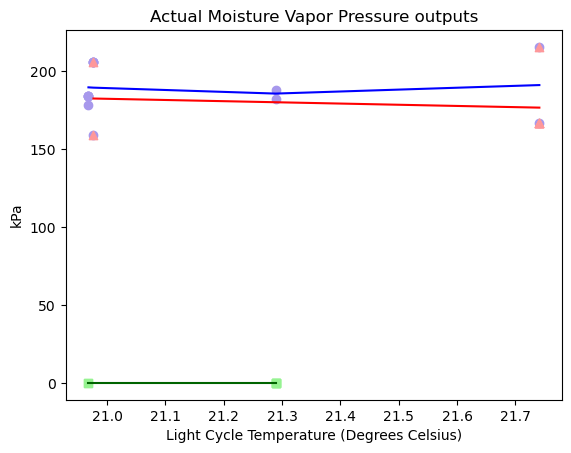 Actual Moisture Vapor Pressure outputs
kPa
200
150
100
50
0
21.0 21.1 21.2 21.3 21.4 21.5 21.6 21.7
Light Cycle Temperature (Degrees Celsius)